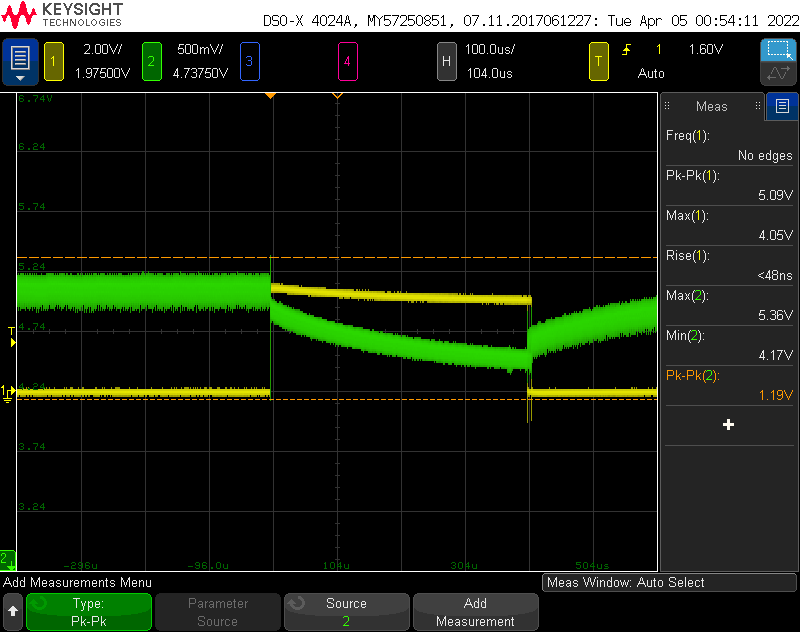 KEYSIGHT
TECHNOLOGIES
DSO-X 4024A, MY57250851, 07.11.2017061227: Tue Apr 05 00:54:11 2022
1
2.00V/
1.97500V
2
500mV/
4.73750V
3
4
H
100.0us/
104.0us
T
1
1.60V
Auto
6.74V
6.24
5.74
5.24
4.74
4.24
3.74
3.24
T
1
2
-296u
-96.0u
104u
304u
504us
Meas
Freq(1):
No edges
Pk-Pk(1):
5.09V
Max(1):
4.05V
Rise(1):
<48ns
Max(2):
5.36V
Min(2):
4.17V
Pk-Pk(2):
1.19V
Add Measurements Menu
Meas Window: Auto Select
Type:
Pk-Pk
Parameter
Source
Source
2
Add
Measurement